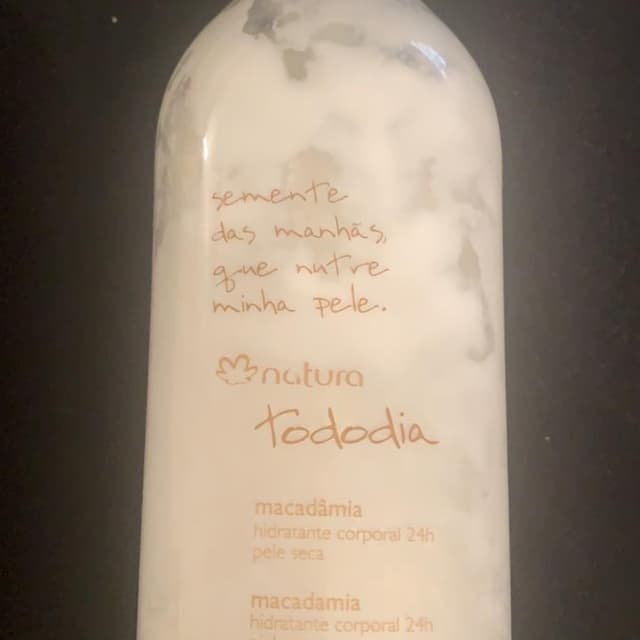 semente
das manhãs,
que nutre
minha pele.
natura
Tododia
macadâmia
hidratante corporal 24h
pele seca
macadamia
hidratante corporal 24h